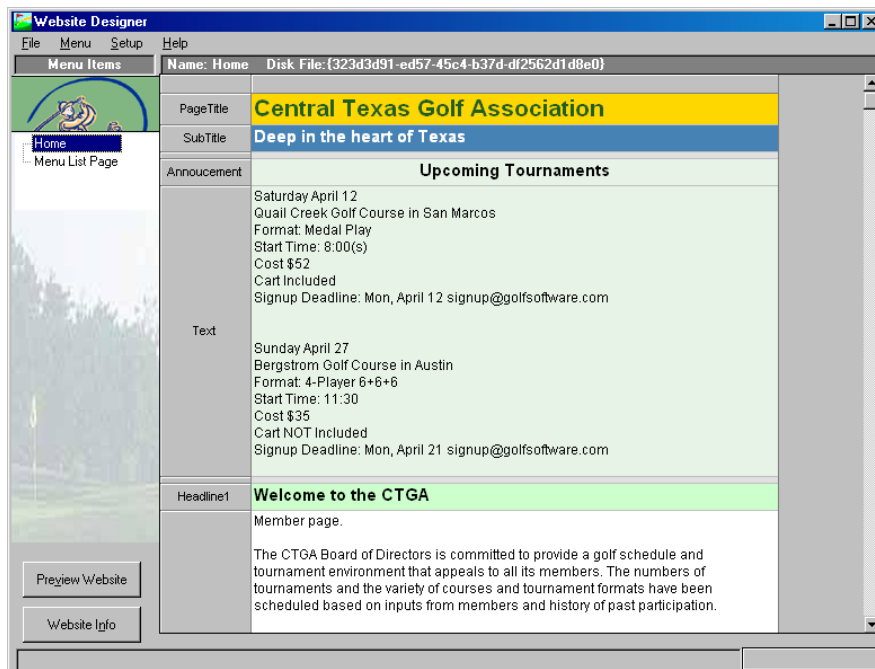 Website Designer
File Menu Setup Help
Menu Items
Name: Home Disk File:{323d3d91-ed57-45c4-b37d-df2562d1d8e0}
Home
Menu List Page
PageTitle
Central Texas Golf Association
SubTitle
Deep in the heart of Texas
Annoucement
Upcoming Tournaments
Text
Saturday April 12
Quail Creek Golf Course in San Marcos
Format: Medal Play
Start Time: 8:00(s)
Cost $52
Cart Included
Signup Deadline: Mon, April 12 signup@golfsoftware.com
Sunday April 27
Bergstrom Golf Course in Austin
Format: 4-Player 6+6+6
Start Time: 11:30
Cost $35
Cart NOT Included
Signup Deadline: Mon, April 21 signup@golfsoftware.com
Headline1
Welcome to the CTGA
Member page.
The CTGA Board of Directors is committed to provide a golf schedule and
tournament environment that appeals to all its members. The numbers of
tournaments and the variety of courses and tournament formats have been
scheduled based on inputs from members and history of past participation.
Preview Website
Website Info